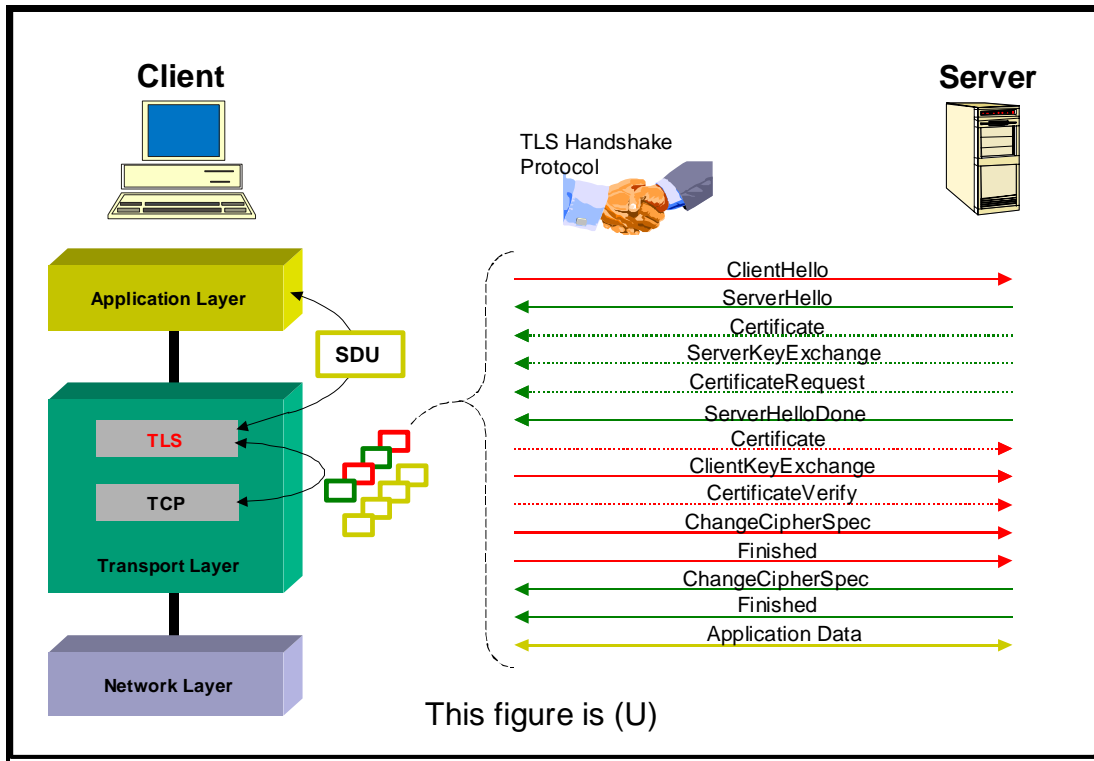 Client
Server
TLS Handshake
Protocol
Application Layer
SDU
TLS
TCP
Transport Layer
Network Layer
ClientHello
ServerHello
Certificate
ServerKeyExchange
CertificateRequest
ServerHelloDone
Certificate
ClientKeyExchange
CertificateVerify
ChangeCipherSpec
Finished
ChangeCipherSpec
Finished
Application Data
This figure is (U)